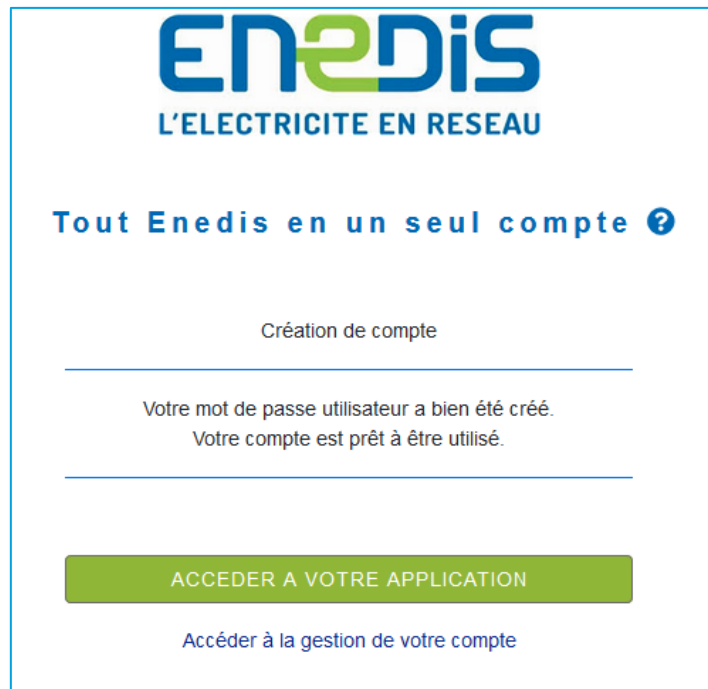 ENEDIS
L'ELECTRICITE EN RESEAU
Tout Enedis en un seul compte ?
Création de compte
Votre mot de passe utilisateur a bien été créé.
Votre compte est prêt à être utilisé.
ACCEDER A VOTRE APPLICATION
Accéder à la gestion de votre compte